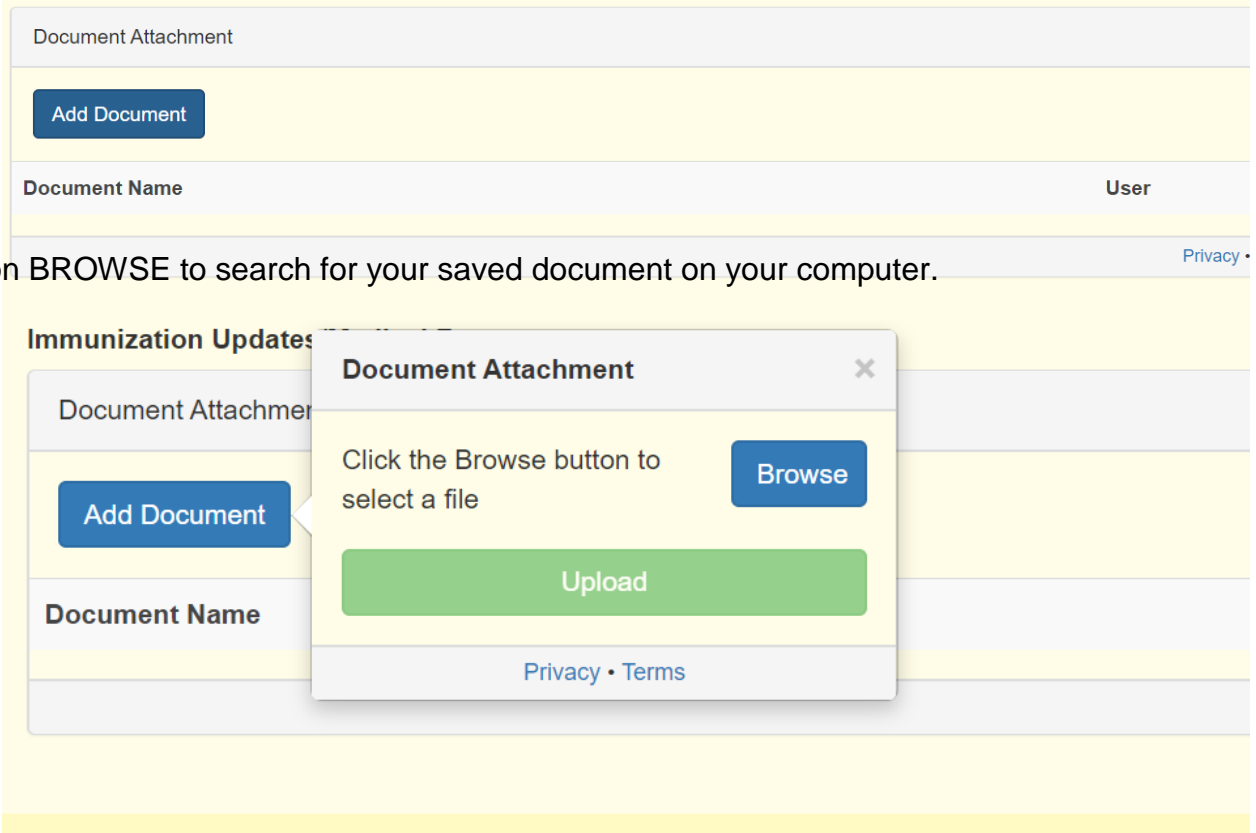 Document Attachment
Add Document
Document Name User
Privacy •
on BROWSE to search for your saved document on your computer.
Immunization Updates
Document Attachment ×
Document Attachmen
Click the Browse button to Browse
select a file
Add Document
Upload
Document Name
Privacy • Terms